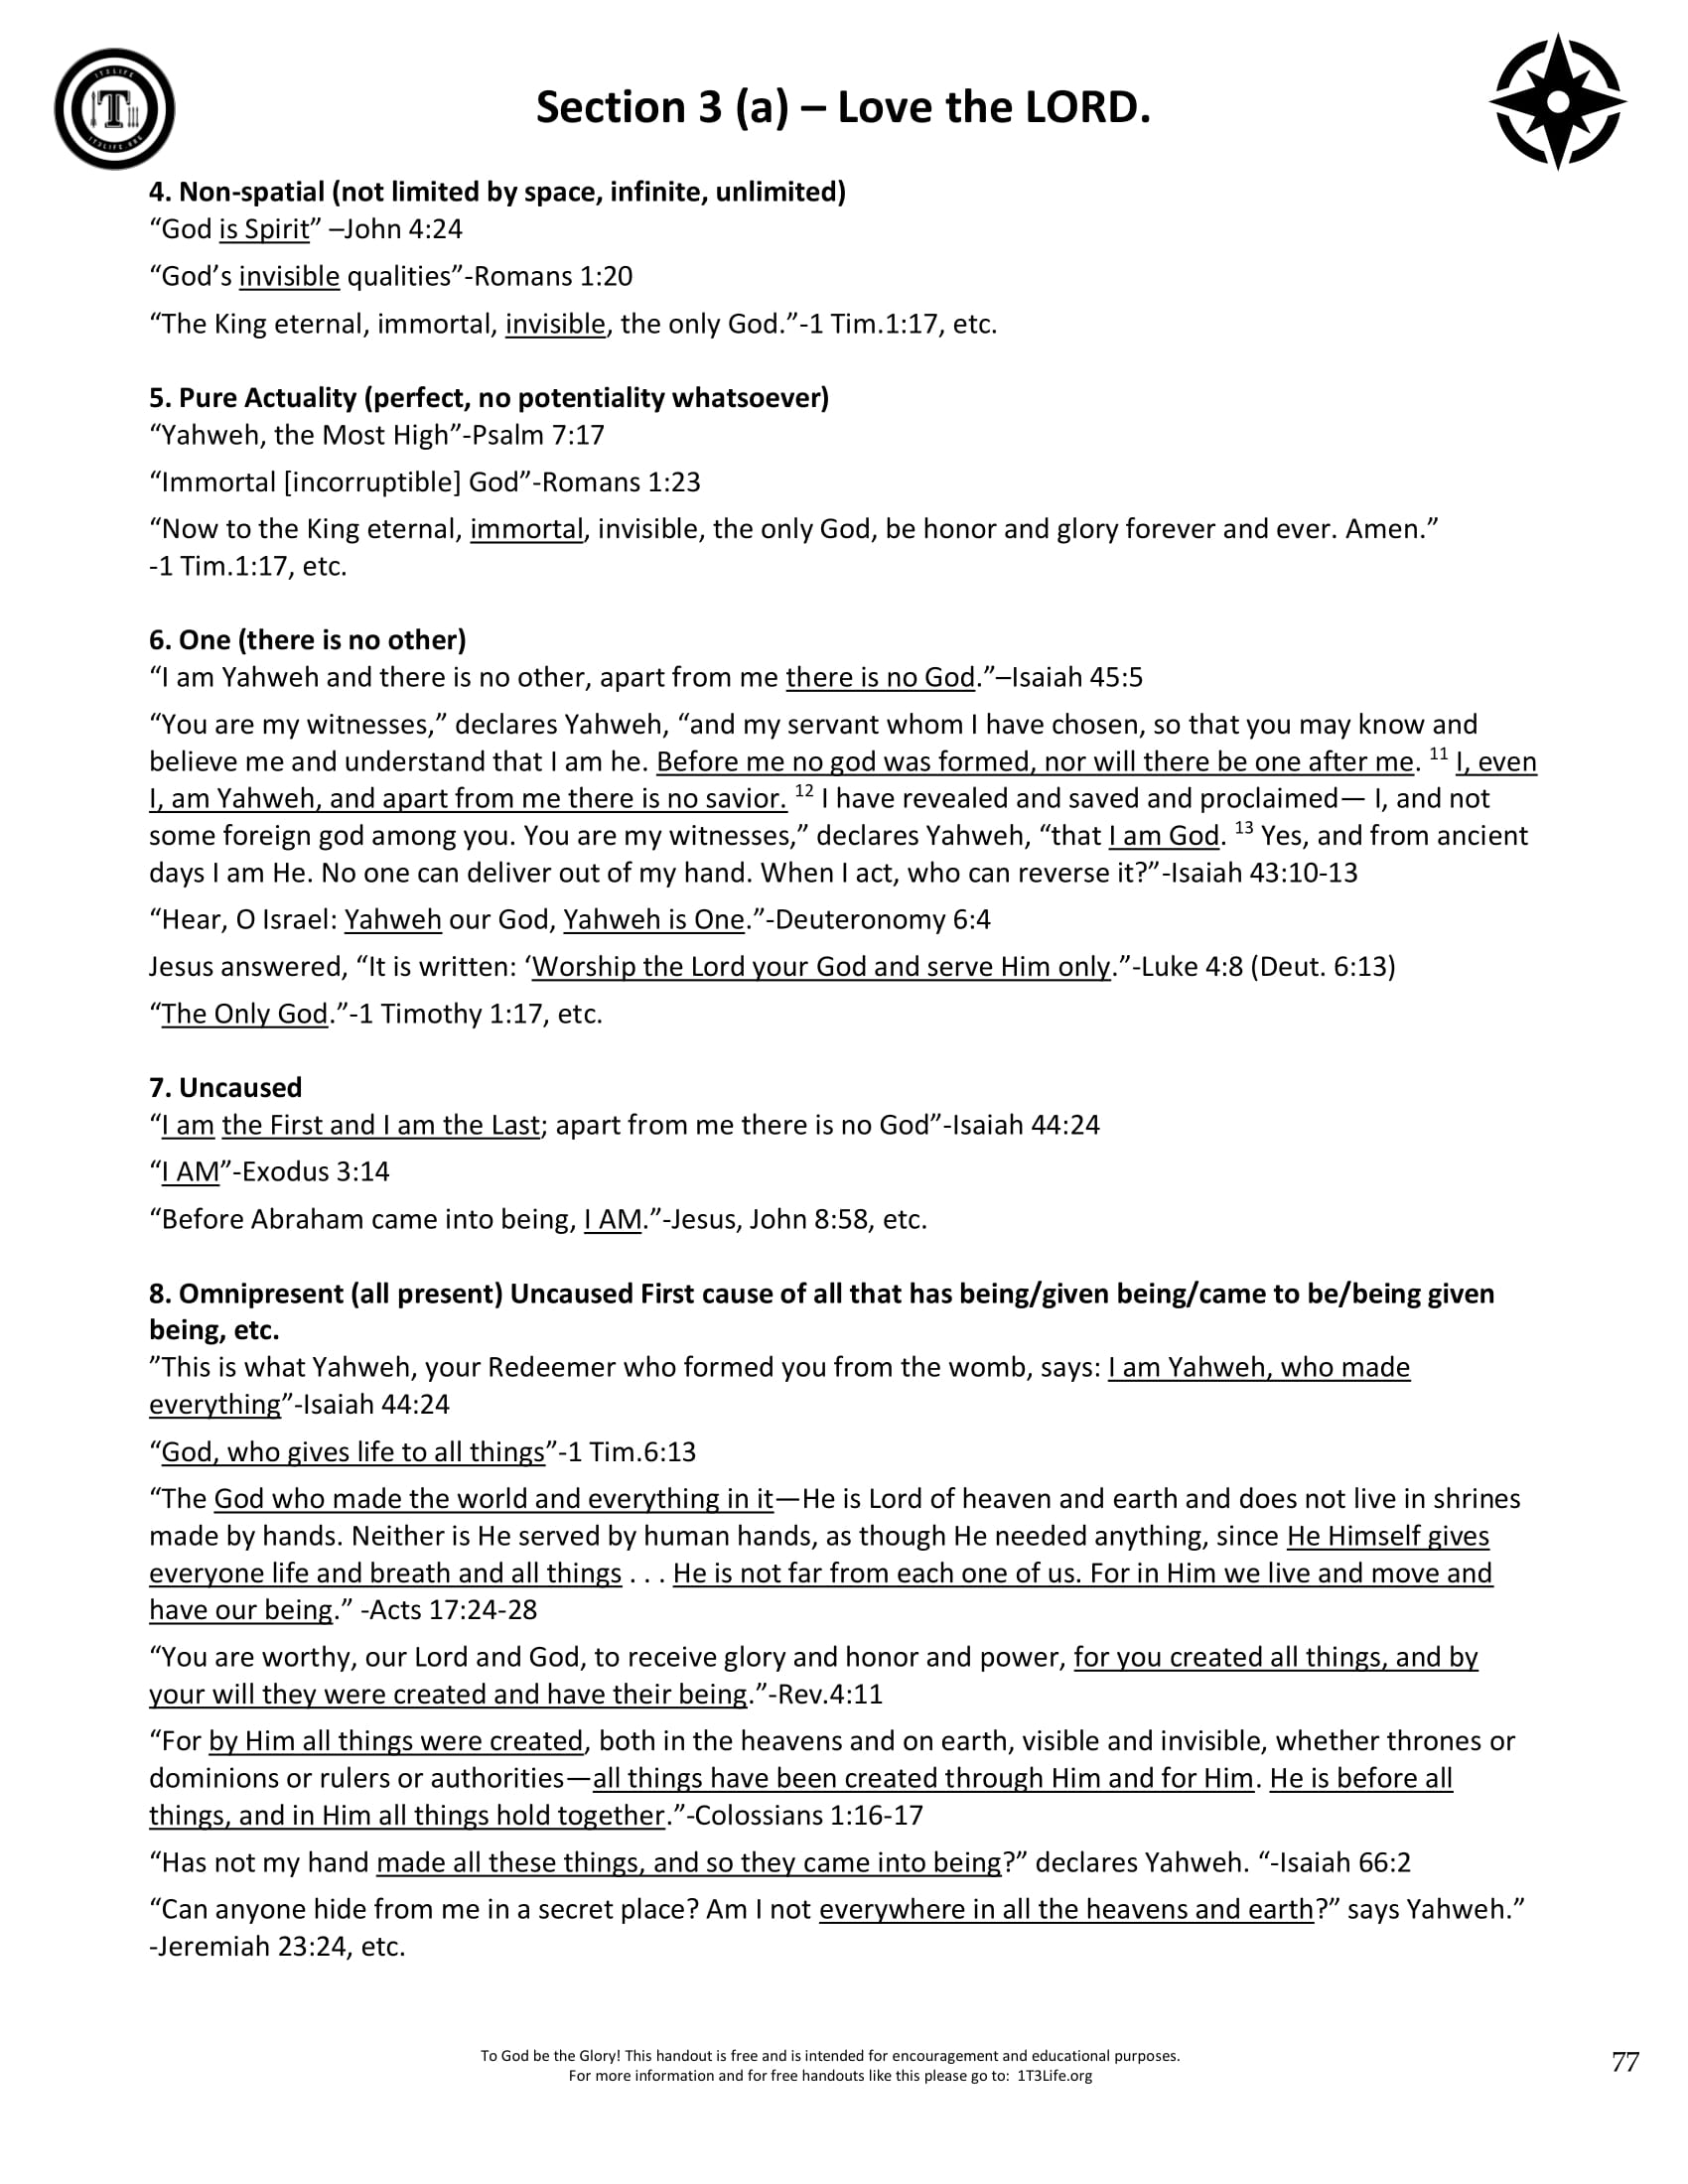 Section 3 (a) – Love the LORD.
T
1T3LIFE
1T3LIFE.ORG
4. Non-spatial (not limited by space, infinite, unlimited)
“God is Spirit” –John 4:24
“God’s invisible qualities”-Romans 1:20
“The King eternal, immortal, invisible, the only God.”-1 Tim.1:17, etc.
5. Pure Actuality (perfect, no potentiality whatsoever)
“Yahweh, the Most High”-Psalm 7:17
“Immortal [incorruptible] God”-Romans 1:23
“Now to the King eternal, immortal, invisible, the only God, be honor and glory forever and ever. Amen.”
-1 Tim.1:17, etc.
6. One (there is no other)
“I am Yahweh and there is no other, apart from me there is no God.”–Isaiah 45:5
“You are my witnesses,” declares Yahweh, “and my servant whom I have chosen, so that you may know and
believe me and understand that I am he. Before me no god was formed, nor will there be one after me. 11 I, even
I, am Yahweh, and apart from me there is no savior. 12 I have revealed and saved and proclaimed— I, and not
some foreign god among you. You are my witnesses,” declares Yahweh, “that I am God. 13 Yes, and from ancient
days I am He. No one can deliver out of my hand. When I act, who can reverse it?”-Isaiah 43:10-13
“Hear, O Israel: Yahweh our God, Yahweh is One.”-Deuteronomy 6:4
Jesus answered, “It is written: ‘Worship the Lord your God and serve Him only.”-Luke 4:8 (Deut. 6:13)
“The Only God.”-1 Timothy 1:17, etc.
7. Uncaused
“I am the First and I am the Last; apart from me there is no God”-Isaiah 44:24
“I AM”-Exodus 3:14
“Before Abraham came into being, I AM.”-Jesus, John 8:58, etc.
8. Omnipresent (all present) Uncaused First cause of all that has being/given being/came to be/being given
being, etc.
”This is what Yahweh, your Redeemer who formed you from the womb, says: I am Yahweh, who made
everything”-Isaiah 44:24
“God, who gives life to all things”-1 Tim.6:13
“The God who made the world and everything in it—He is Lord of heaven and earth and does not live in shrines
made by hands. Neither is He served by human hands, as though He needed anything, since He Himself gives
everyone life and breath and all things . . . He is not far from each one of us. For in Him we live and move and
have our being.” -Acts 17:24-28
“You are worthy, our Lord and God, to receive glory and honor and power, for you created all things, and by
your will they were created and have their being.”-Rev.4:11
“For by Him all things were created, both in the heavens and on earth, visible and invisible, whether thrones or
dominions or rulers or authorities—all things have been created through Him and for Him. He is before all
things, and in Him all things hold together.”-Colossians 1:16-17
“Has not my hand made all these things, and so they came into being?” declares Yahweh. “-Isaiah 66:2
“Can anyone hide from me in a secret place? Am I not everywhere in all the heavens and earth?” says Yahweh.”
-Jeremiah 23:24, etc.
To God be the Glory! This handout is free and is intended for encouragement and educational purposes.
For more information and for free handouts like this please go to: 1T3Life.org
77